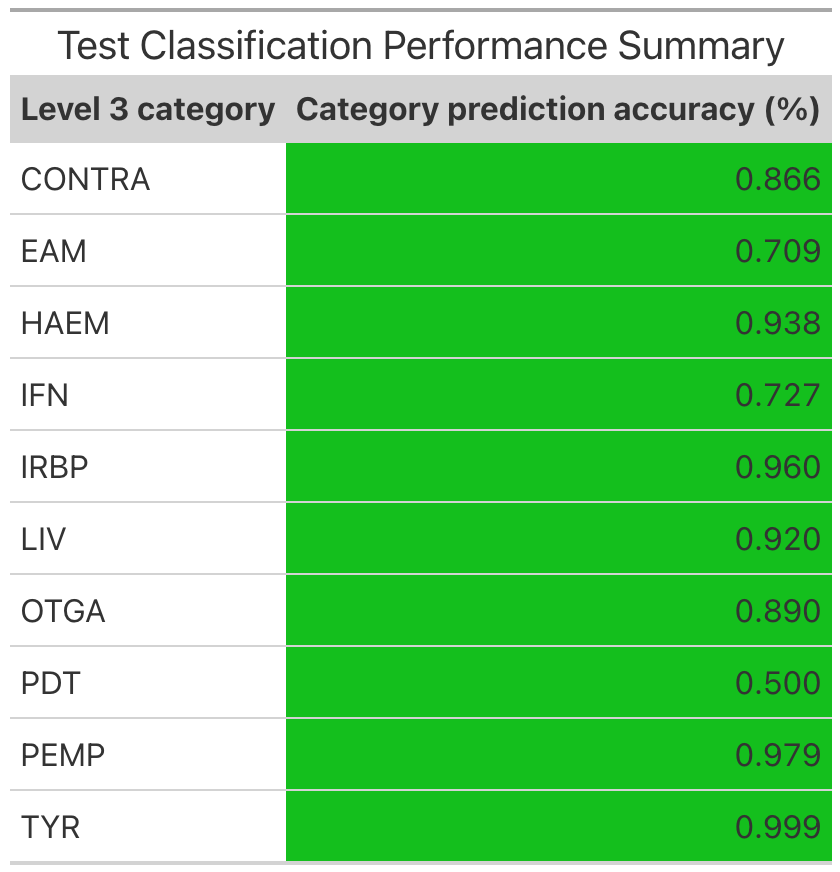 Test Classification Performance Summary
Level 3 category Category prediction accuracy (%)
CONTRA 0.866
EAM 0.709
HAEM 0.938
IFN 0.727
IRBP 0.960
LIV 0.920
OTGA 0.890
PDT 0.500
PEMP 0.979
TYR 0.999